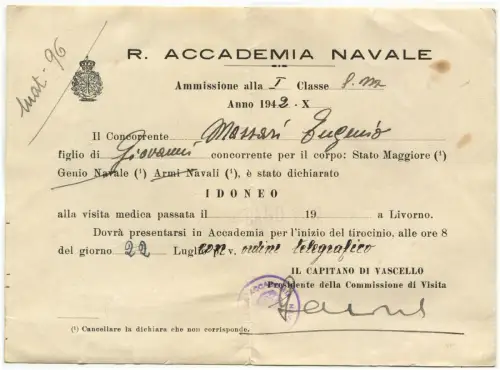 Mat. 96
R. ACCADEMIA NAVALE
Ammissione alla I Classe S.M.
Anno 1942 - X
Il Concorrente Massari Eugenio
figlio di Giovanni concorrente per il corpo: Stato Maggiore (¹)
Genio Navale (¹) Armi Navali (¹), è stato dichiarato
IDONEO
alla visita medica passata il 19 a Livorno.
Dovrà presentarsi in Accademia per l'inizio del tirocinio, alle ore 8
del giorno 22 Luglio p. v. con ordine telegrafico
IL CAPITANO DI VASCELLO
Presidente della Commissione di Visita
(¹) Cancellare la dichiara che non corrisponde.